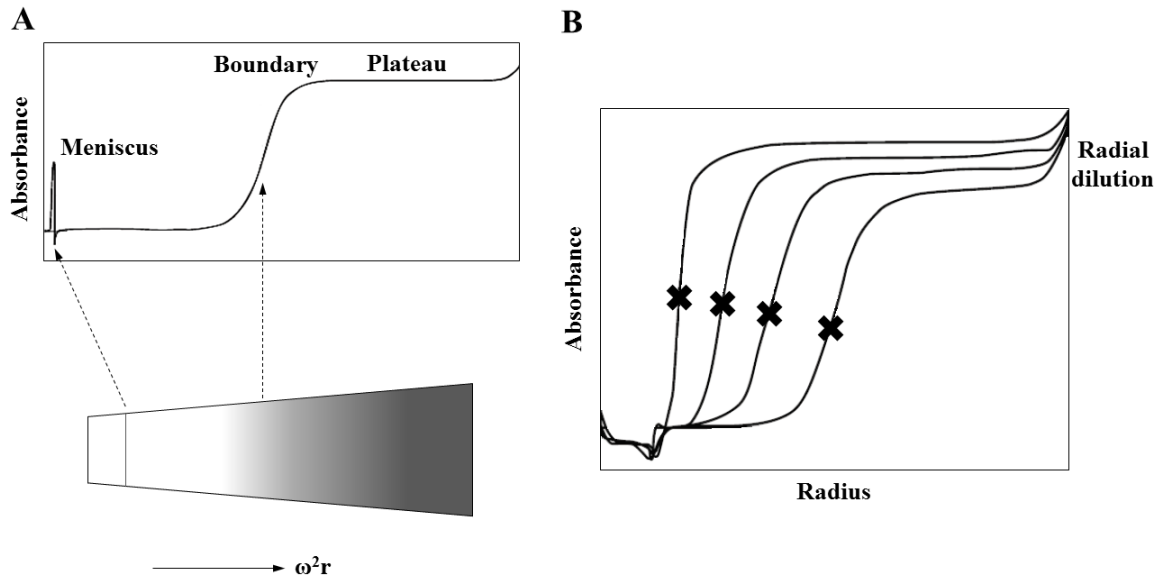 A
Boundary
Plateau
Meniscus
Absorbance
ω²r
B
Absorbance
Radial
dilution
Radius